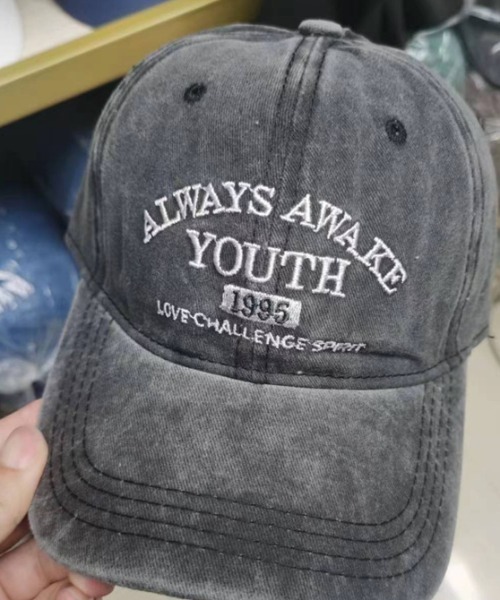 ALWAYS AWAKE
YOUTH
1995
LOVE·CHALLENGE SPIRIT